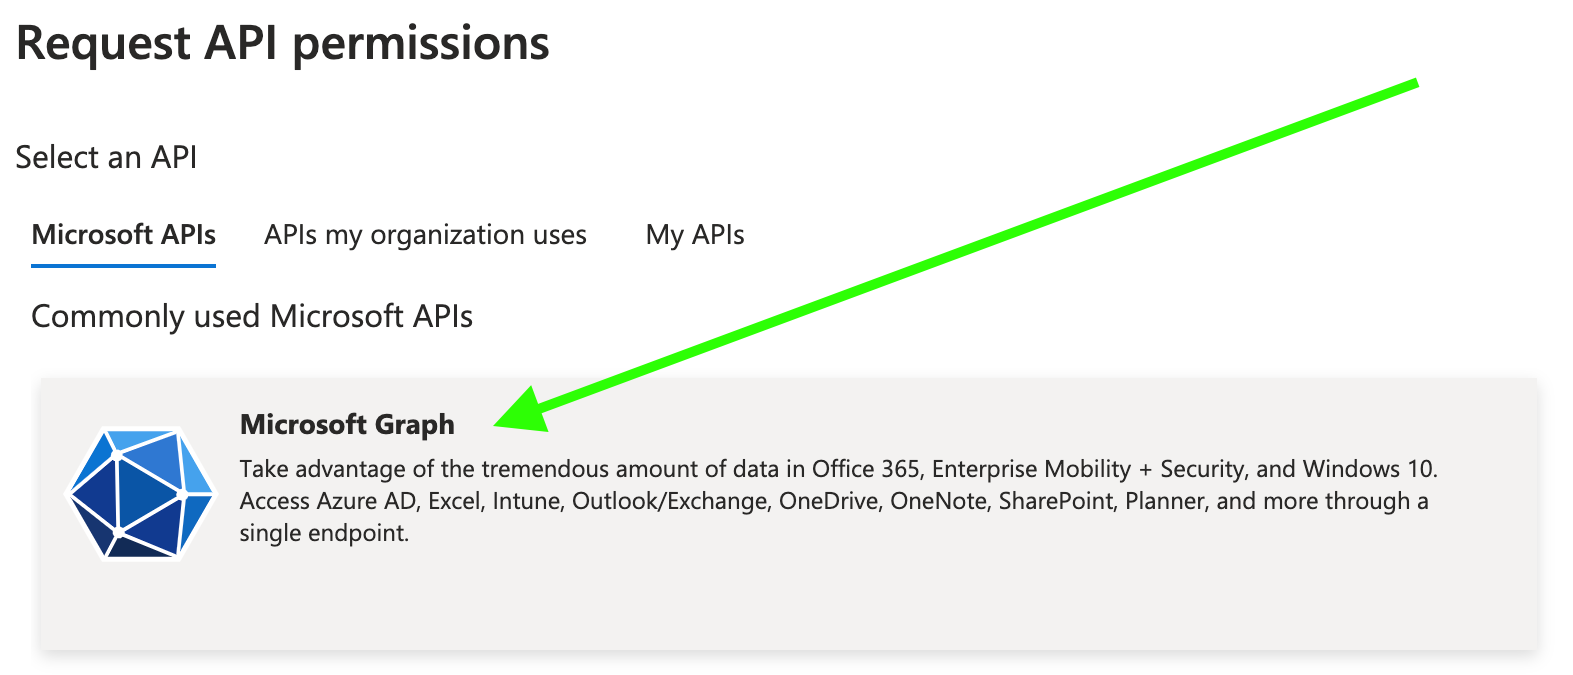 Request API permissions
Select an API
Microsoft APIs APIs my organization uses My APIs
Commonly used Microsoft APIs
Microsoft Graph
Take advantage of the tremendous amount of data in Office 365, Enterprise Mobility + Security, and Windows 10.
Access Azure AD, Excel, Intune, Outlook/Exchange, OneDrive, OneNote, SharePoint, Planner, and more through a
single endpoint.